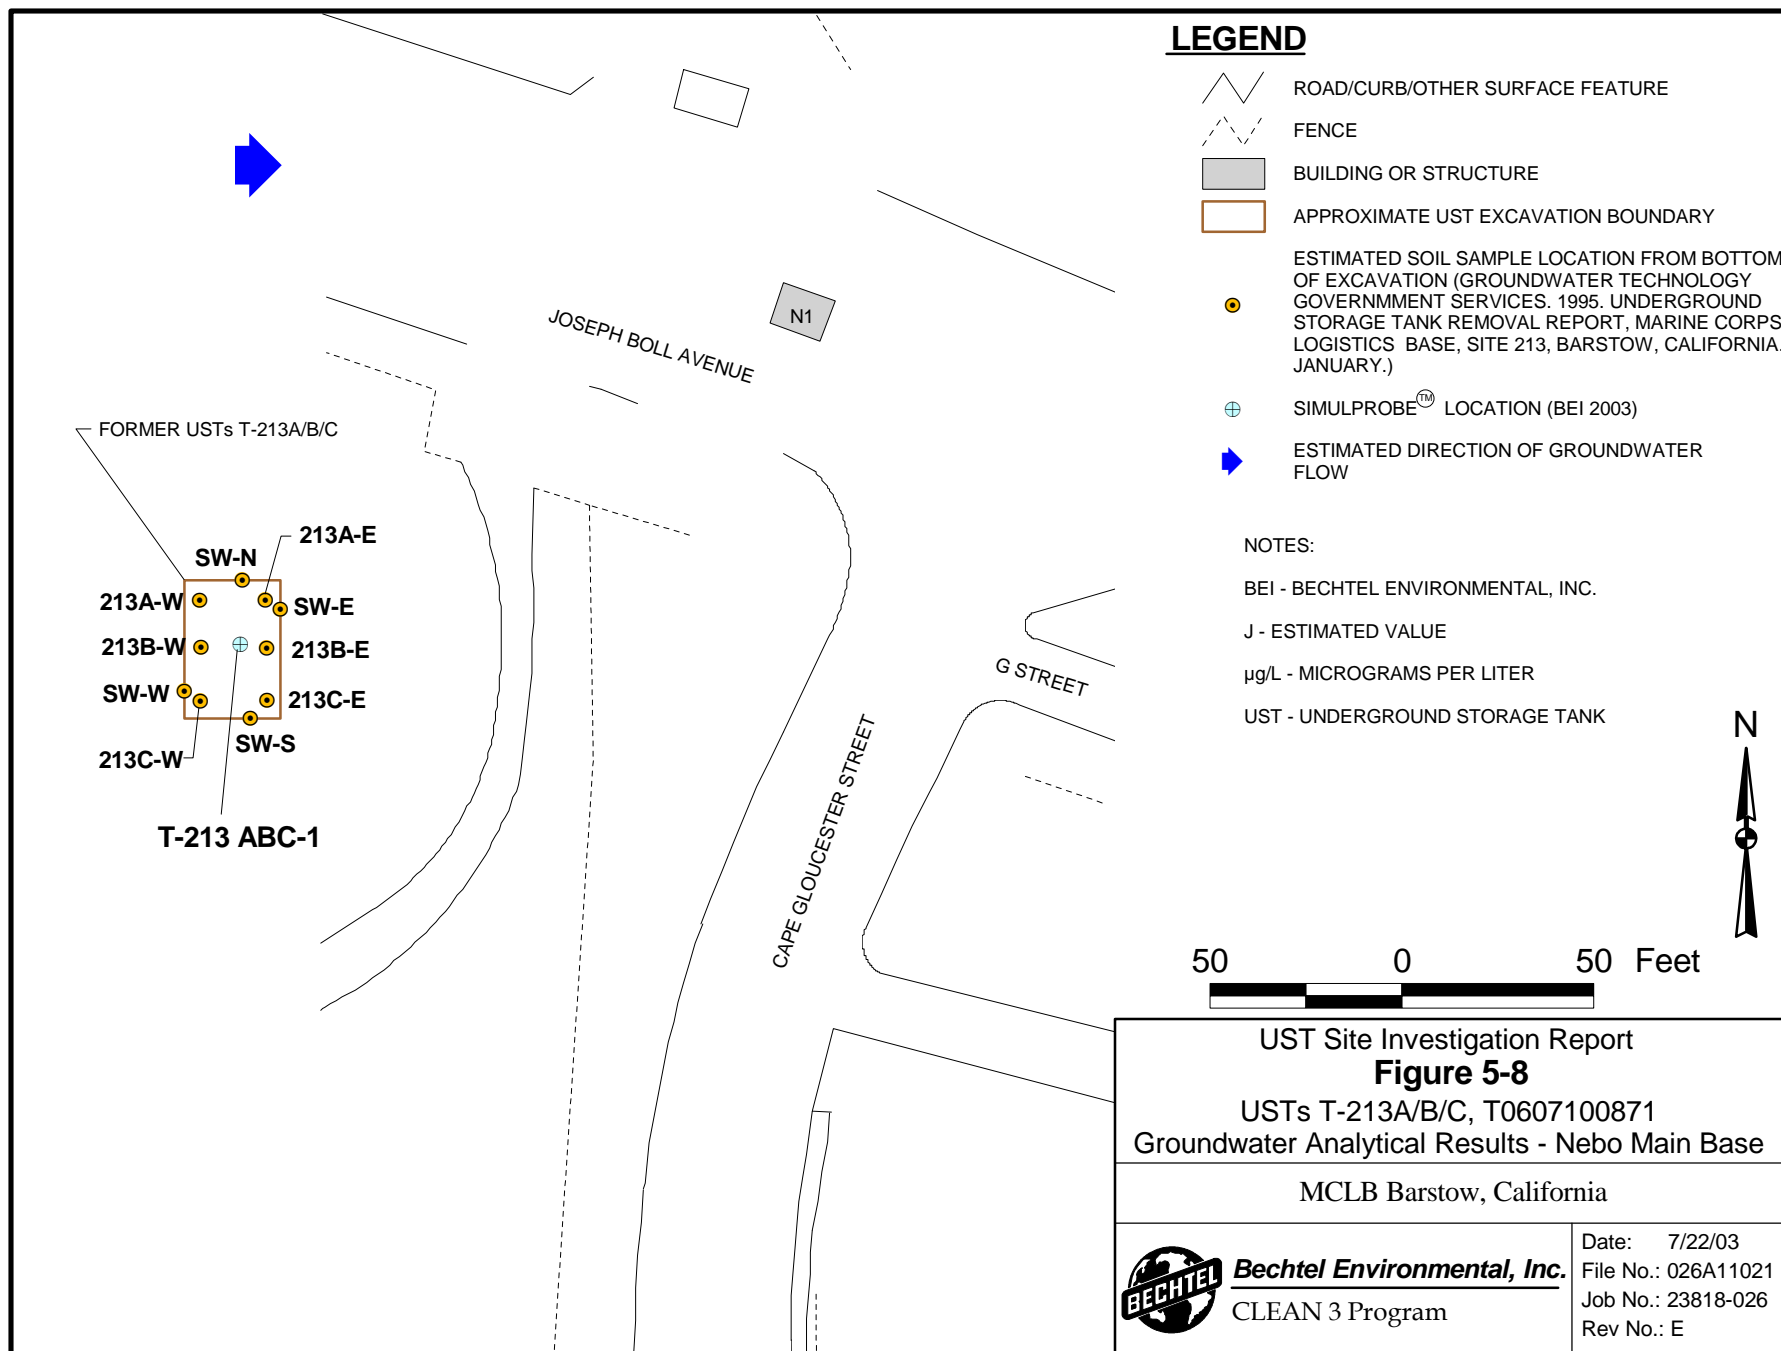 LEGEND
ROAD/CURB/OTHER SURFACE FEATURE
FENCE
BUILDING OR STRUCTURE
APPROXIMATE UST EXCAVATION BOUNDARY
ESTIMATED SOIL SAMPLE LOCATION FROM BOTTOM
OF EXCAVATION (GROUNDWATER TECHNOLOGY
GOVERNMMENT SERVICES. 1995. UNDERGROUND
STORAGE TANK REMOVAL REPORT, MARINE CORPS
LOGISTICS BASE, SITE 213, BARSTOW, CALIFORNIA.
JANUARY.)
SIMULPROBE TM LOCATION (BEI 2003)
ESTIMATED DIRECTION OF GROUNDWATER
FLOW
NOTES:
BEI - BECHTEL ENVIRONMENTAL, INC.
J - ESTIMATED VALUE
µg/L - MICROGRAMS PER LITER
UST - UNDERGROUND STORAGE TANK
N
N1
JOSEPH BOLL AVENUE
FORMER USTs T-213A/B/C
213A-E
SW-N
213A-W
SW-E
213B-W
213B-E
SW-W
213C-E
SW-S
213C-W
T-213 ABC-1
G STREET
CAPE GLOUCESTER STREET
50 0 50 Feet
UST Site Investigation Report
Figure 5-8
USTs T-213A/B/C, T0607100871
Groundwater Analytical Results - Nebo Main Base
MCLB Barstow, California
BECHTEL
Bechtel Environmental, Inc.
CLEAN 3 Program
Date: 7/22/03
File No.: 026A11021
Job No.: 23818-026
Rev No.: E